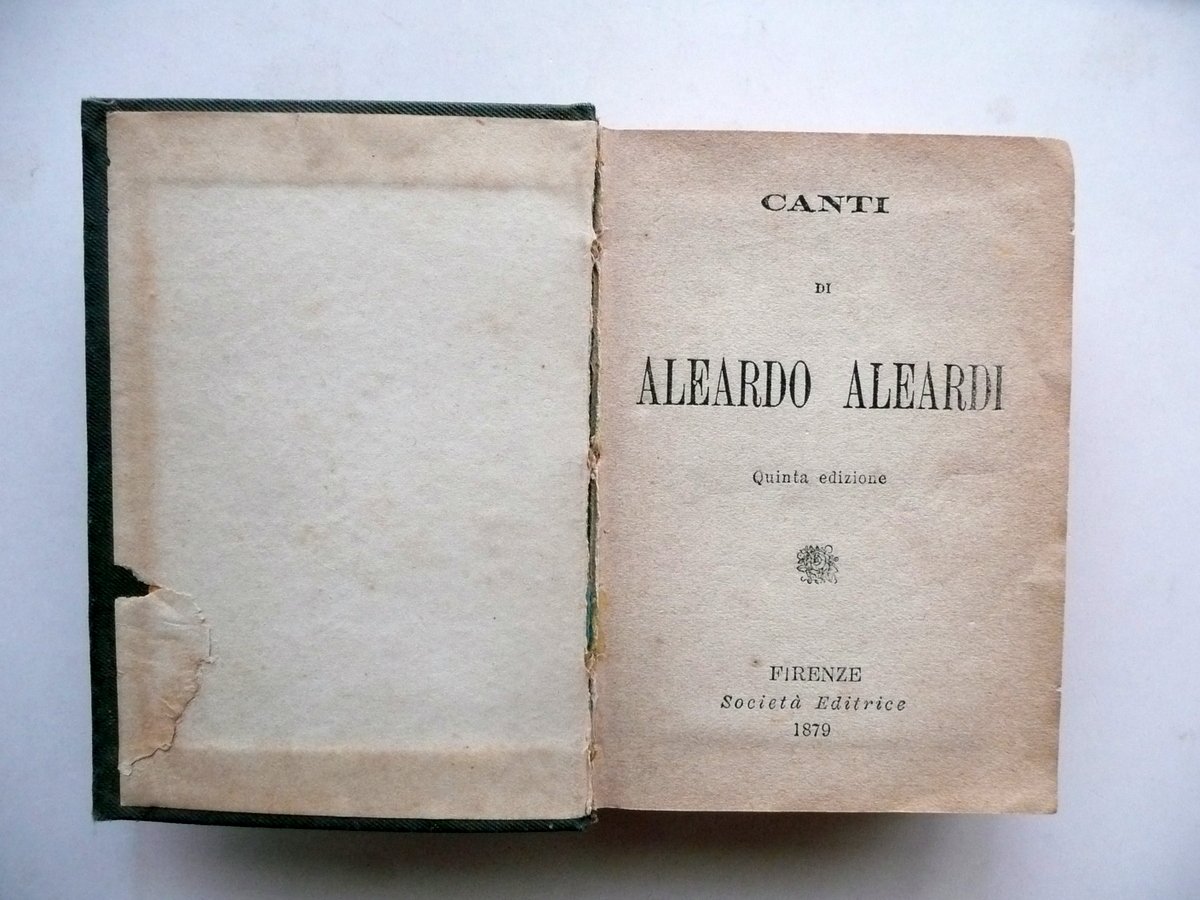 CANTI
DI
ALEARDO ALEARDI
Quinta edizione
FIRENZE
Società Editrice
1879